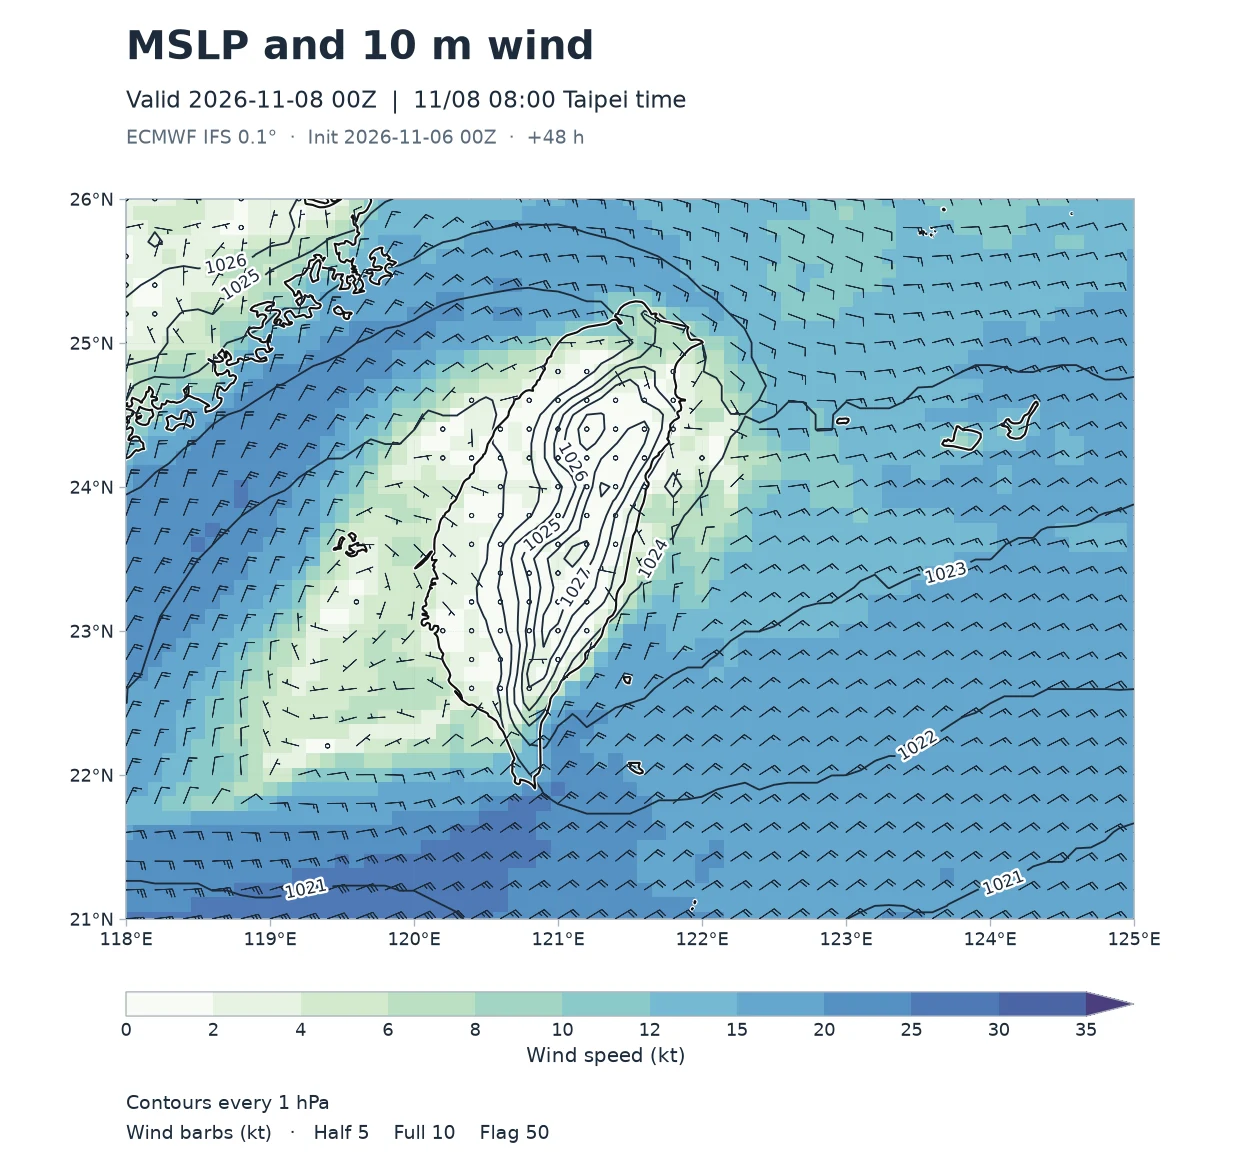 MSLP and 10 m wind
Valid 2026-11-08 00Z | 11/08 08:00 Taipei time
ECMWF IFS 0.1° · Init 2026-11-06 00Z · +48 h
26°N
1026
1025
25°N
1026
24°N
1025
1024
1023
1027
23°N
1022
22°N
1021
1021
21°N
118°E 119°E 120°E 121°E 122°E 123°E 124°E 125°E
0 2 4 6 8 10 12 15 20 25 30 35
Wind speed (kt)
Contours every 1 hPa
Wind barbs (kt) · Half 5 Full 10 Flag 50